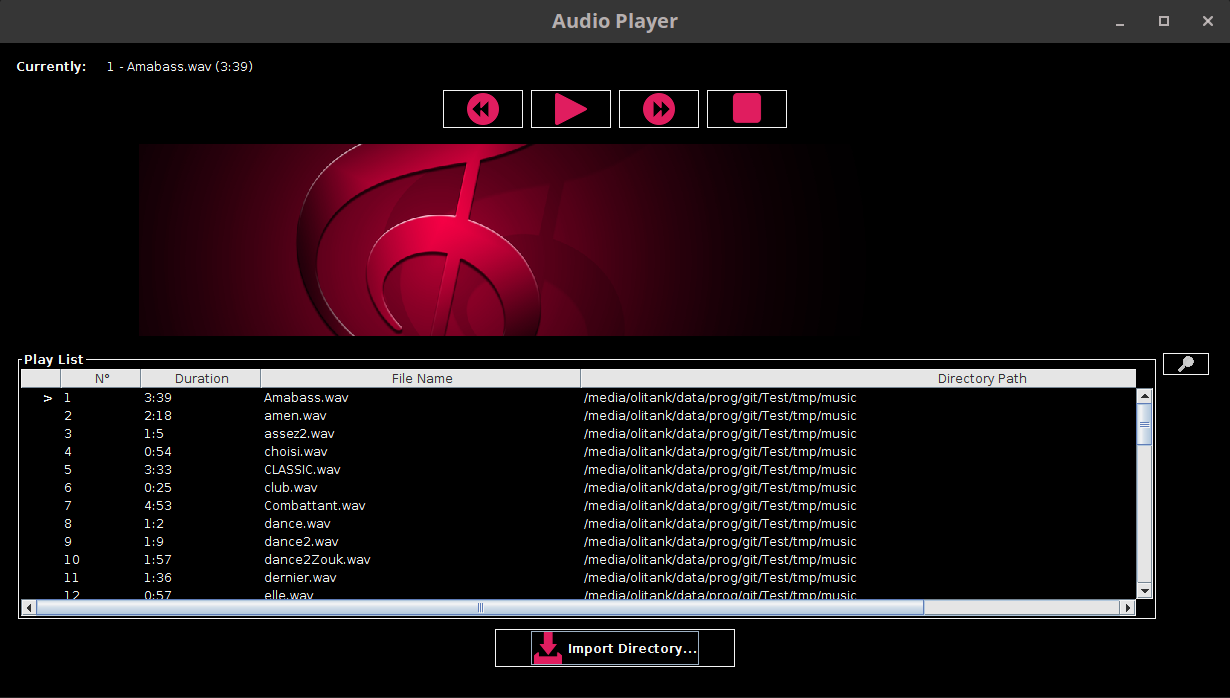 Audio Player
Currently: 1 - Amabass.wav (3:39)
Play List
N° Duration File Name Directory Path
> 1 3:39 Amabass.wav /media/olitank/data/prog/git/Test/tmp/music
2 2:18 amen.wav /media/olitank/data/prog/git/Test/tmp/music
3 1:5 assez2.wav /media/olitank/data/prog/git/Test/tmp/music
4 0:54 choisi.wav /media/olitank/data/prog/git/Test/tmp/music
5 3:33 CLASSIC.wav /media/olitank/data/prog/git/Test/tmp/music
6 0:25 club.wav /media/olitank/data/prog/git/Test/tmp/music
7 4:53 Combattant.wav /media/olitank/data/prog/git/Test/tmp/music
8 1:2 dance.wav /media/olitank/data/prog/git/Test/tmp/music
9 1:9 dance2.wav /media/olitank/data/prog/git/Test/tmp/music
10 1:57 dance2Zouk.wav /media/olitank/data/prog/git/Test/tmp/music
11 1:36 dernier.wav /media/olitank/data/prog/git/Test/tmp/music
12 0:57 elle.wav /media/olitank/data/prog/git/Test/tmp/music
Import Directory...